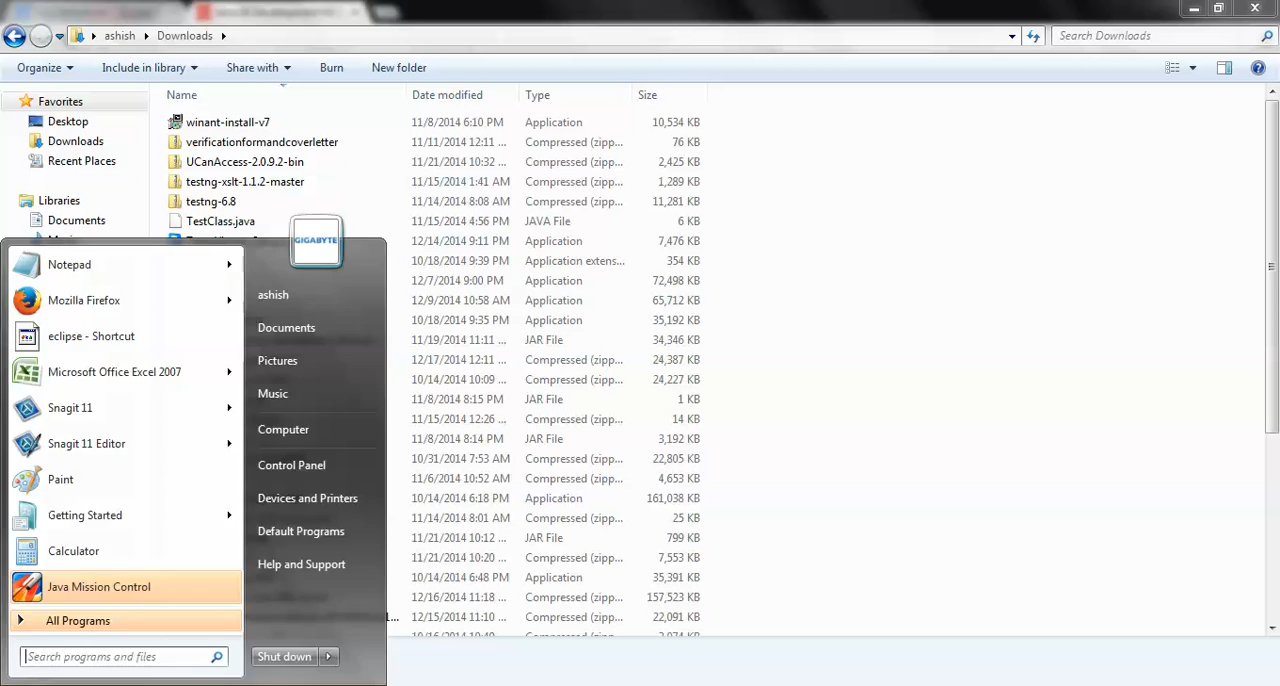 ashish Downloads
Search Downloads
Organize Include in library Share with Burn New folder
Favorites
Desktop
Downloads
Recent Places
Libraries
Documents
Name Date modified Type Size
winant-install-v7 11/8/2014 6:10 PM Application 10,534 KB
verificationformandcoverletter 11/11/2014 12:11 ... Compressed (zipp... 76 KB
UCanAccess-2.0.9.2-bin 11/21/2014 10:32 ... Compressed (zipp... 2,425 KB
testng-xslt-1.1.2-master 11/15/2014 1:41 AM Compressed (zipp... 1,289 KB
testng-6.8 11/14/2014 8:08 AM Compressed (zipp... 11,281 KB
TestClass.java 11/15/2014 4:56 PM JAVA File 6 KB
12/14/2014 9:11 PM Application 7,476 KB
10/18/2014 9:39 PM Application extens... 354 KB
12/7/2014 9:00 PM Application 72,498 KB
12/9/2014 10:58 AM Application 65,712 KB
10/18/2014 9:35 PM Application 35,192 KB
11/19/2014 11:11 ... JAR File 34,346 KB
12/17/2014 12:11 ... Compressed (zipp... 24,387 KB
10/14/2014 10:09 ... Compressed (zipp... 24,227 KB
11/8/2014 8:15 PM JAR File 1 KB
11/15/2014 12:26 ... Compressed (zipp... 14 KB
11/8/2014 8:14 PM JAR File 3,192 KB
10/31/2014 7:53 AM Compressed (zipp... 22,805 KB
11/6/2014 10:52 AM Compressed (zipp... 4,653 KB
10/14/2014 6:18 PM Application 161,038 KB
11/14/2014 8:01 AM Compressed (zipp... 25 KB
11/21/2014 10:12 ... JAR File 799 KB
11/21/2014 10:20 ... Compressed (zipp... 7,553 KB
10/14/2014 6:48 PM Application 35,391 KB
12/16/2014 11:18 ... Compressed (zipp... 157,523 KB
1... 12/15/2014 11:10 ... Compressed (zipp... 22,091 KB
Notepad
Mozilla Firefox
eclipse - Shortcut
Microsoft Office Excel 2007
Snagit 11
Snagit 11 Editor
Paint
Getting Started
Calculator
Java Mission Control
All Programs
Search programs and files
GIGABYTE
ashish
Documents
Pictures
Music
Computer
Control Panel
Devices and Printers
Default Programs
Help and Support
Shut down